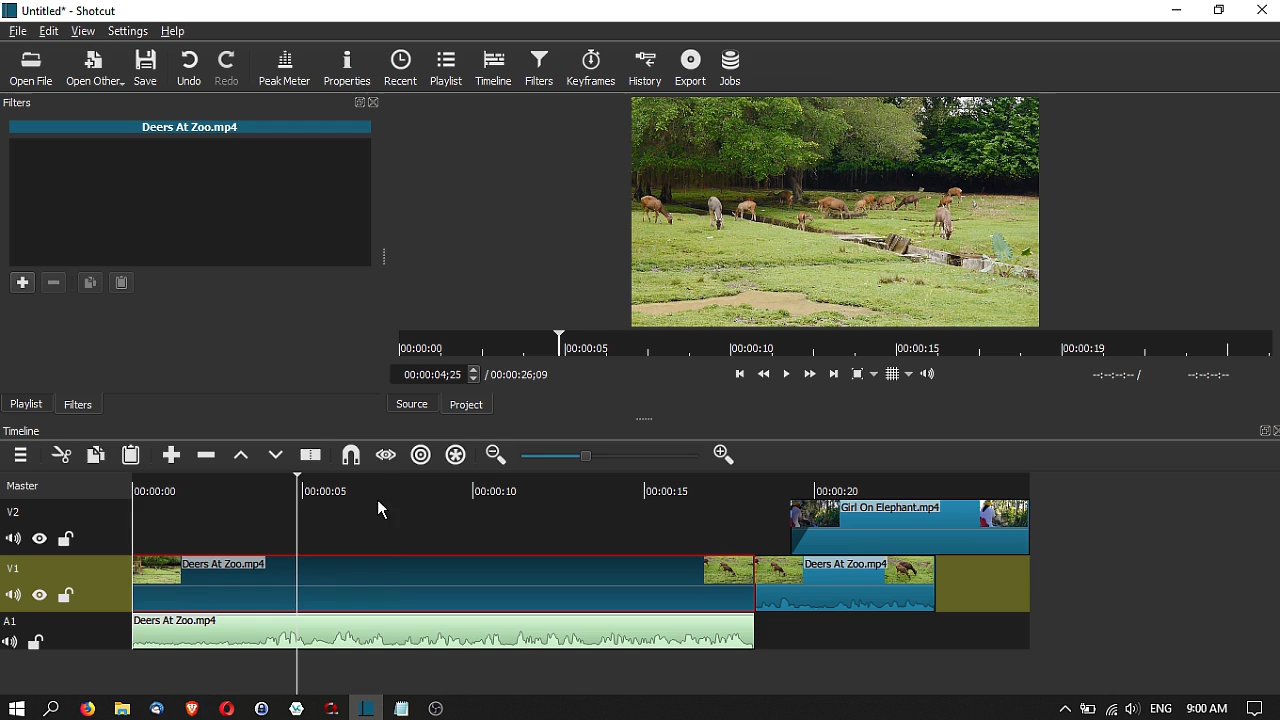 Untitled* - Shotcut
File Edit View Settings Help
Open File Open Other.. Save Undo Redo Peak Meter Properties Recent Playlist Timeline Filters Keyframes History Export Jobs
Filters
Deers At Zoo.mp4
00:00:00 00:00:05 00:00:10 00:00:15 00:00:19
00:00:04;25 / 00:00:26;09 --:--:--:-- / --:--:--:--
Playlist Filters Source Project
Timeline
Master 00:00:00 00:00:05 00:00:10 00:00:15 00:00:20
V2 Girl On Elephant.mp4
V1 Deers At Zoo.mp4 Deers At Zoo.mp4
A1 Deers At Zoo.mp4
ENG 9:00 AM